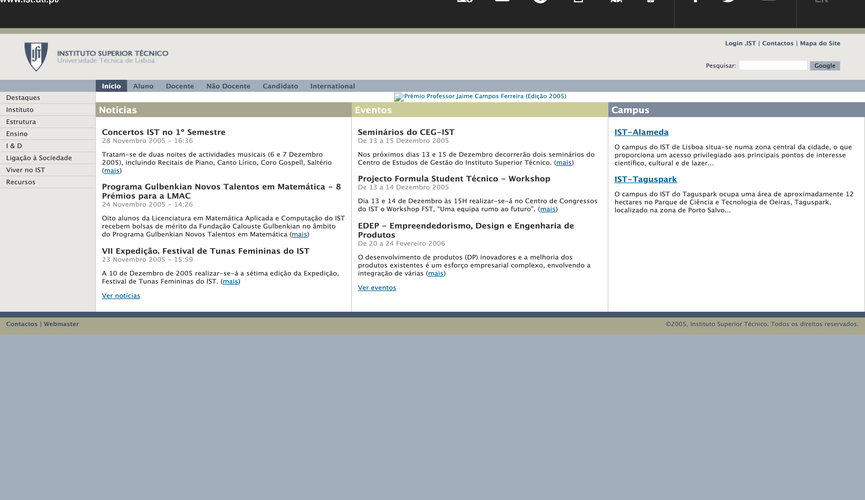 www.ist.utl.pt
EN
Login .IST | Contactos | Mapa do Site
INSTITUTO SUPERIOR TÉCNICO
Universidade Técnica de Lisboa
Pesquisar:
Google
Início Aluno Docente Não Docente Candidato International
Destaques
Instituto
Estrutura
Ensino
I & D
Ligação à Sociedade
Viver no IST
Recursos
Prémio Professor Jaime Campos Ferreira (Edição 2005)
Notícias
Concertos IST no 1º Semestre
28 Novembro 2005 - 16:36
Tratam-se de duas noites de actividades musicais (6 e 7 Dezembro
2005), incluindo Recitais de Piano, Canto Lírico, Coro Gospell, Saltério
(mais)
Programa Gulbenkian Novos Talentos em Matemática - 8
Prémios para a LMAC
24 Novembro 2005 - 14:26
Oito alunos da Licenciatura em Matemática Aplicada e Computação do IST
recebem bolsas de mérito da Fundação Calouste Gulbenkian no âmbito
do Programa Gulbenkian Novos Talentos em Matemática (mais)
VII Expedição. Festival de Tunas Femininas do IST
23 Novembro 2005 - 15:59
A 10 de Dezembro de 2005 realizar-se-á a sétima edição da Expedição,
Festival de Tunas Femininas do IST. (mais)
Ver notícias
Eventos
Seminários do CEG-IST
De 13 a 15 Dezembro 2005
Nos próximos dias 13 e 15 de Dezembro decorrerão dois seminários do
Centro de Estudos de Gestão do Instituto Superior Técnico. (mais)
Projecto Formula Student Técnico - Workshop
De 13 a 14 Dezembro 2005
Dia 13 e 14 de Dezembro às 15H realizar-se-á no Centro de Congressos
do IST o Workshop FST, "Uma equipa rumo ao futuro". (mais)
EDEP - Empreendedorismo, Design e Engenharia de
Produtos
De 20 a 24 Fevereiro 2006
O desenvolvimento de produtos (DP) inovadores e a melhoria dos
produtos existentes é um esforço empresarial complexo, envolvendo a
integração de várias (mais)
Ver eventos
Campus
IST-Alameda
O campus do IST de Lisboa situa-se numa zona central da cidade, o que
proporciona um acesso privilegiado aos principais pontos de interesse
científico, cultural e de lazer...
IST-Taguspark
O campus do IST do Taguspark ocupa uma área de aproximadamente 12
hectares no Parque de Ciência e Tecnologia de Oeiras, Taguspark,
localizado na zona de Porto Salvo...
Contactos | Webmaster
©2005, Instituto Superior Técnico. Todos os direitos reservados.